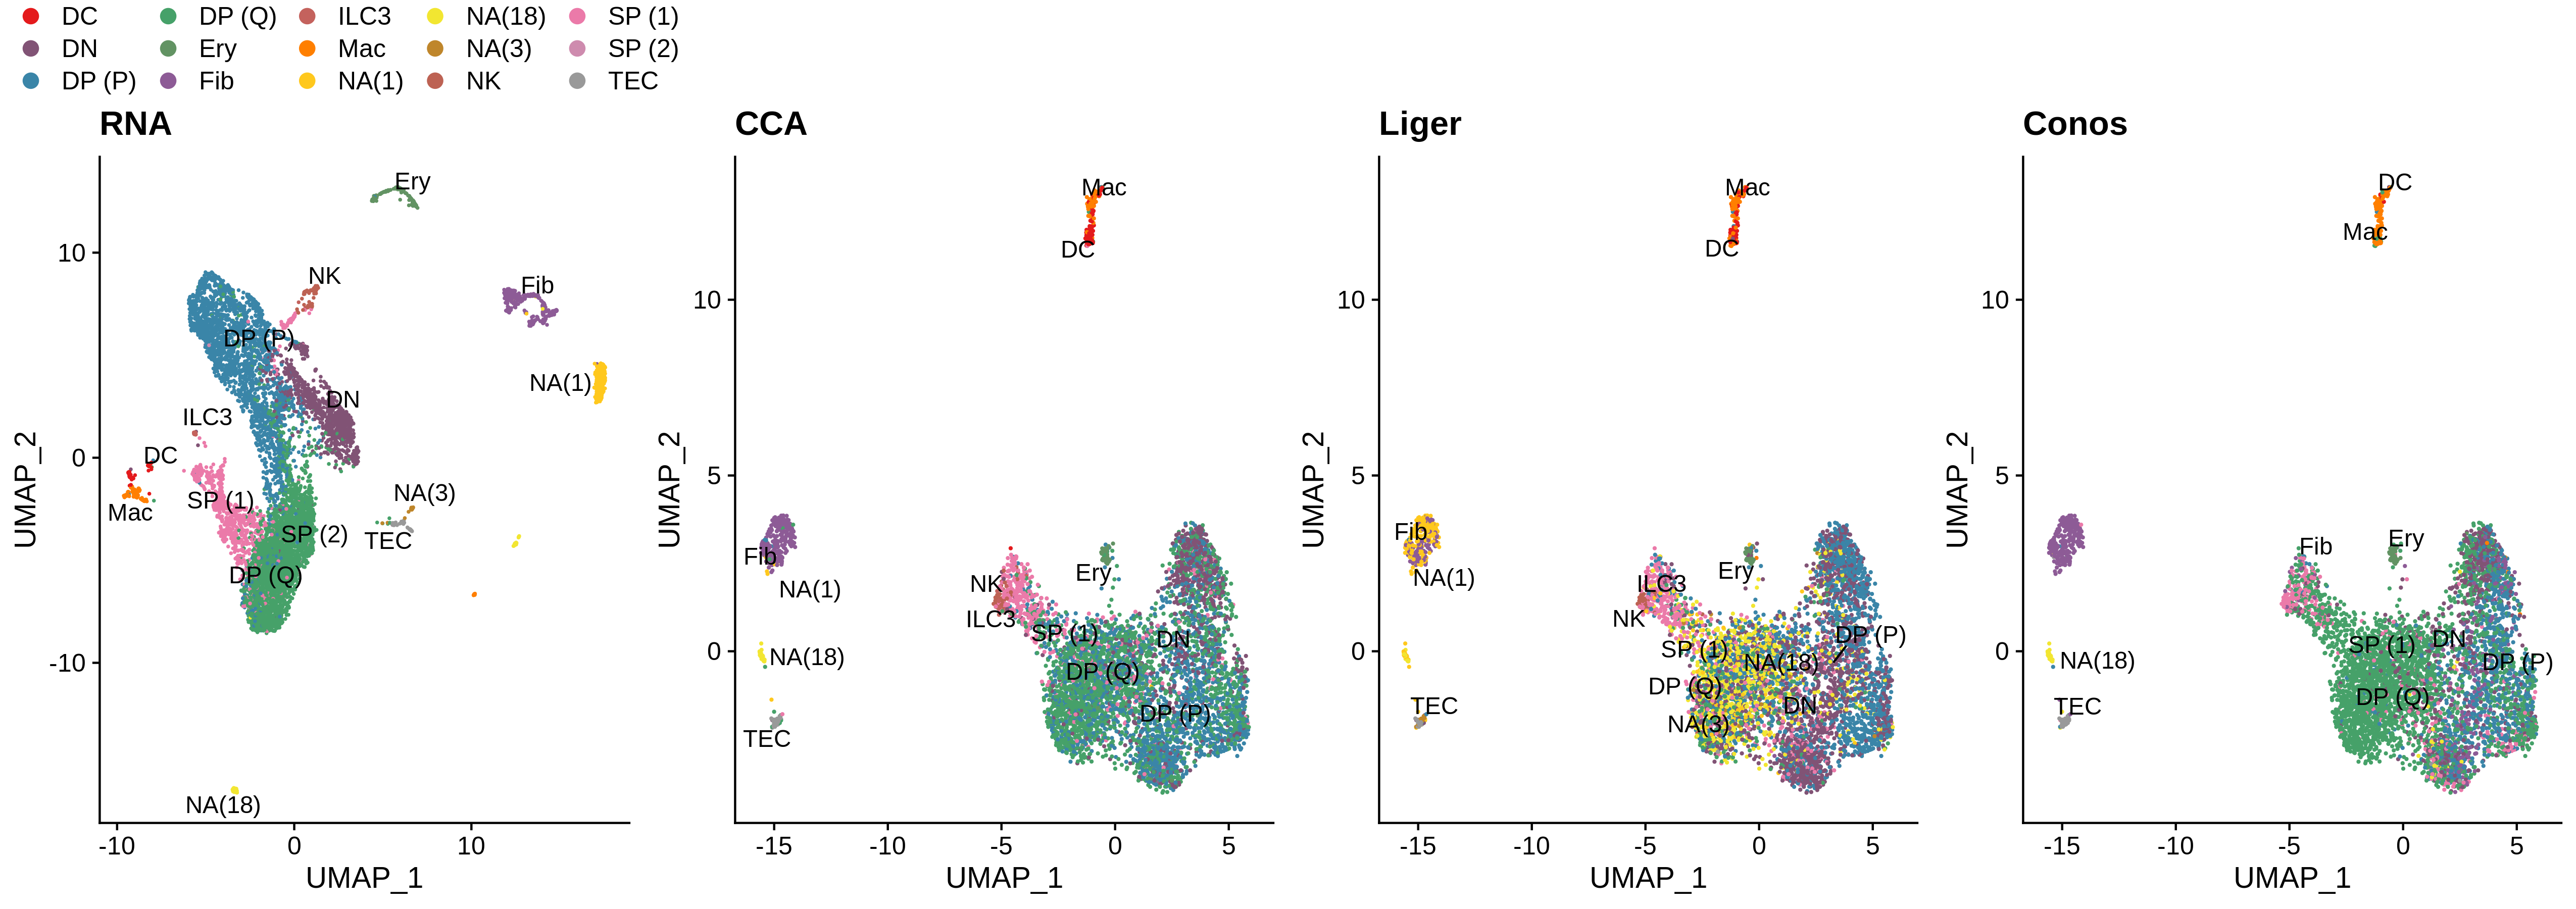 DC DP (Q) ILC3 NA(18) SP (1)
DN Ery Mac NA(3) SP (2)
DP (P) Fib NA(1) NK TEC
RNA
Ery
10
NK
Fib
DP (P)
NA(1)
DN
ILC3
DC
0
SP (1)
NA(3)
Mac
SP (2)
TEC
DP (Q)
-10
NA(18)
-10 0 10
UMAP_1
UMAP_2
CCA
Mac
DC
10
5
Fib
NA(1)
NK
Ery
ILC3
SP (1)
DN
0
NA(18)
DP (Q)
DP (P)
TEC
-15 -10 -5 0 5
UMAP_1
UMAP_2
Liger
Mac
DC
10
5
Fib
NA(1)
ILC3
Ery
NK
DP (P)
SP (1)
0
NA(18)
DP (Q)
TEC
DN
NA(3)
-15 -10 -5 0 5
UMAP_1
UMAP_2
Conos
DC
Mac
10
5
Fib
Ery
SP (1)
DN
0
NA(18)
DP (P)
DP (Q)
TEC
-15 -10 -5 0 5
UMAP_1
UMAP_2